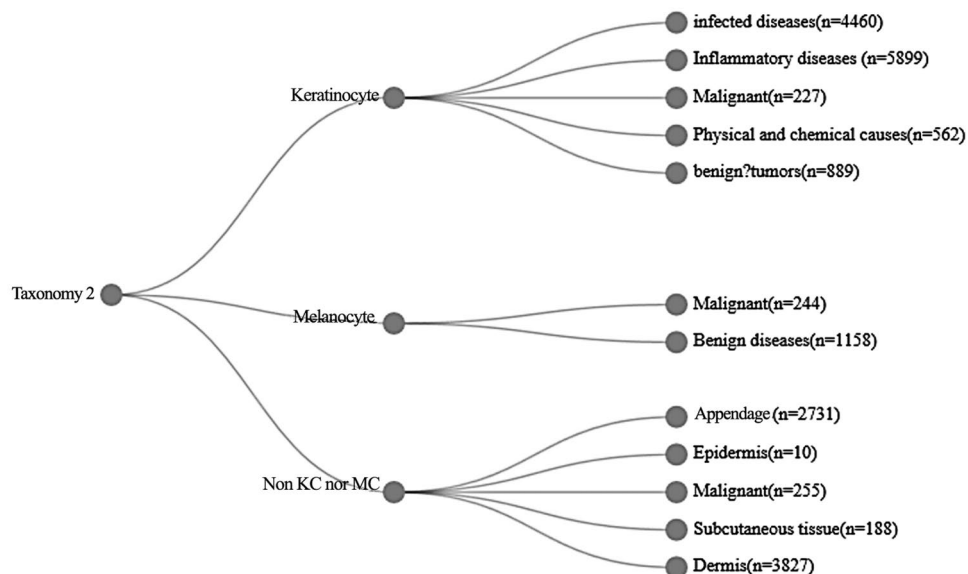 infected diseases(n=4460)
Inflammatory diseases (n=5899)
Keratinocyte
Malignant(n=227)
Physical and chemical causes(n=562)
benign?tumors(n=889)
Taxonomy 2
Melanocyte
Malignant(n=244)
Benign diseases(n=1158)
Appendage (n=2731)
Epidermis(n=10)
Non KC nor MC
Malignant(n=255)
Subcutaneous tissue(n=188)
Dermis(n=3827)